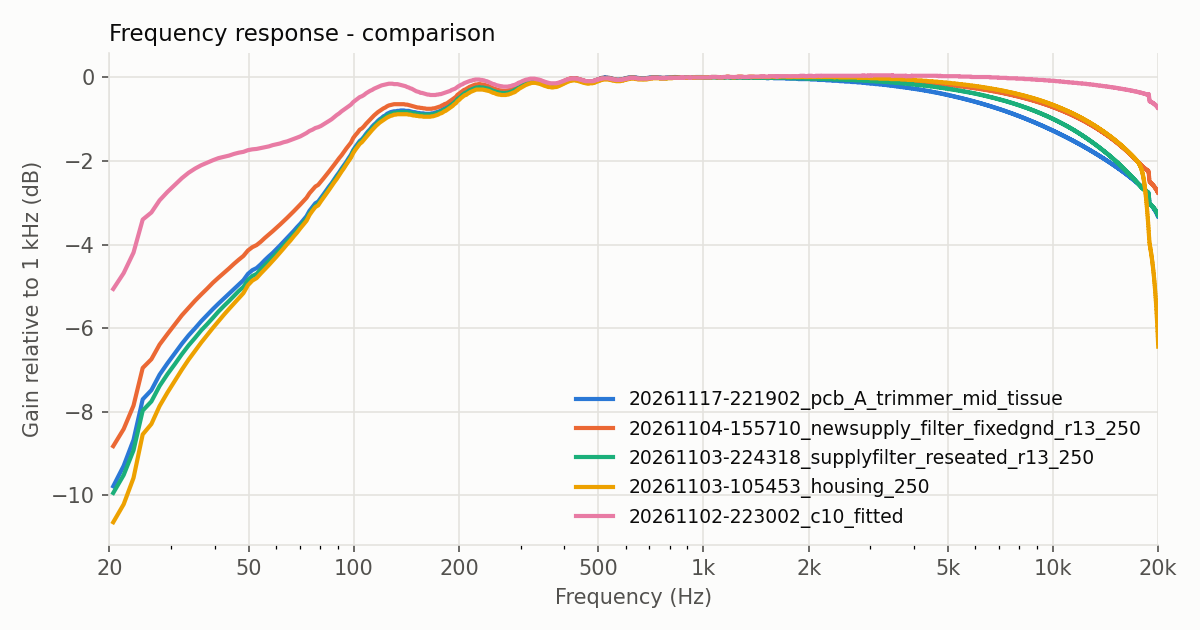 Frequency response - comparison
Gain relative to 1 kHz (dB)
0
−2
−4
−6
−8
−10
20261117-221902_pcb_A_trimmer_mid_tissue
20261104-155710_newsupply_filter_fixedgnd_r13_250
20261103-224318_supplyfilter_reseated_r13_250
20261103-105453_housing_250
20261102-223002_c10_fitted
20 50 100 200 500 1k 2k 5k 10k 20k
Frequency (Hz)